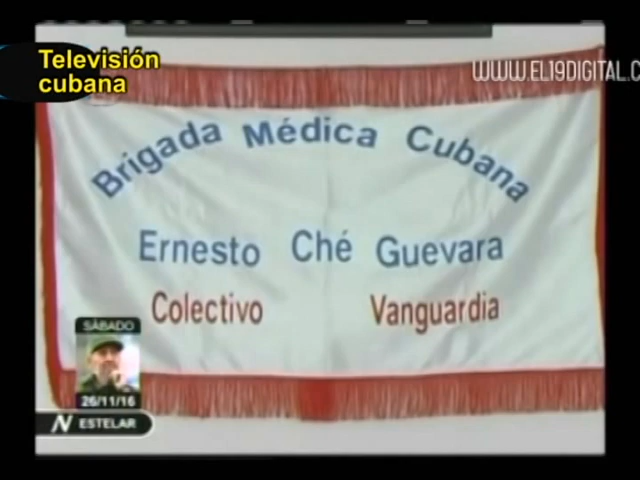 Televisión
cubana
WWW.EL19DIGITAL.C
Brigada Médica Cubana
Ernesto Ché Guevara
Colectivo Vanguardia
SÁBADO
26/11/16
N ESTELAR